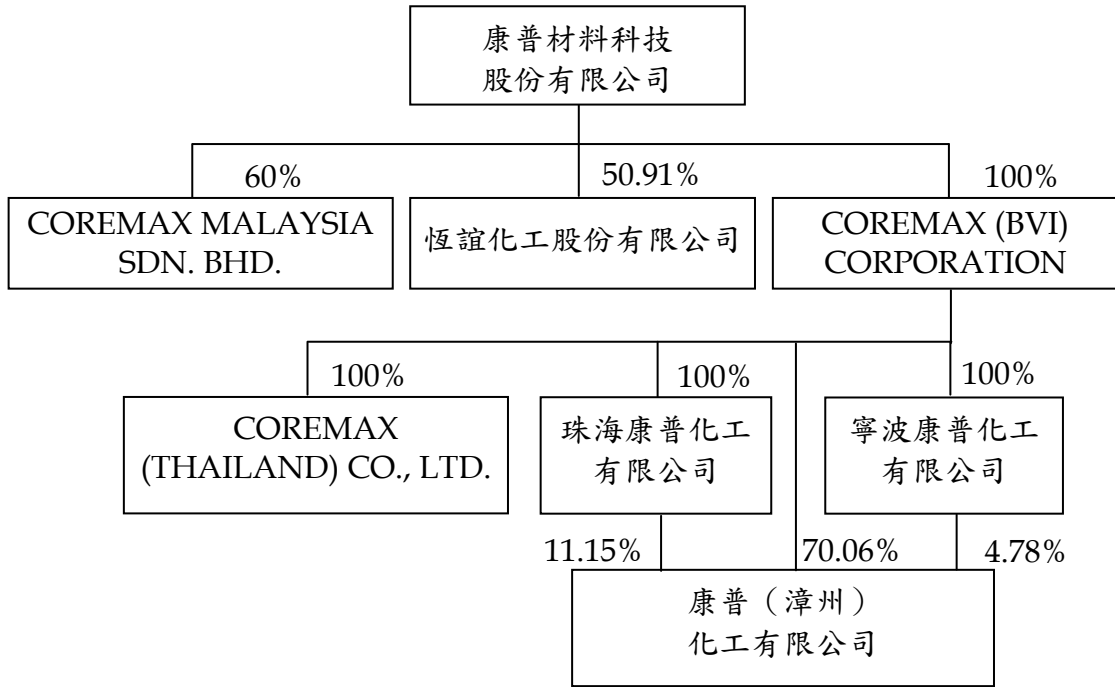 康普材料科技
股份有限公司
60%
50.91%
100%
COREMAX MALAYSIA
SDN. BHD.
恆誼化工股份有限公司
COREMAX (BVI)
CORPORATION
100%
100%
100%
COREMAX
(THAILAND) CO., LTD.
珠海康普化工
有限公司
寧波康普化工
有限公司
11.15%
70.06%
4.78%
康普（漳州）
化工有限公司